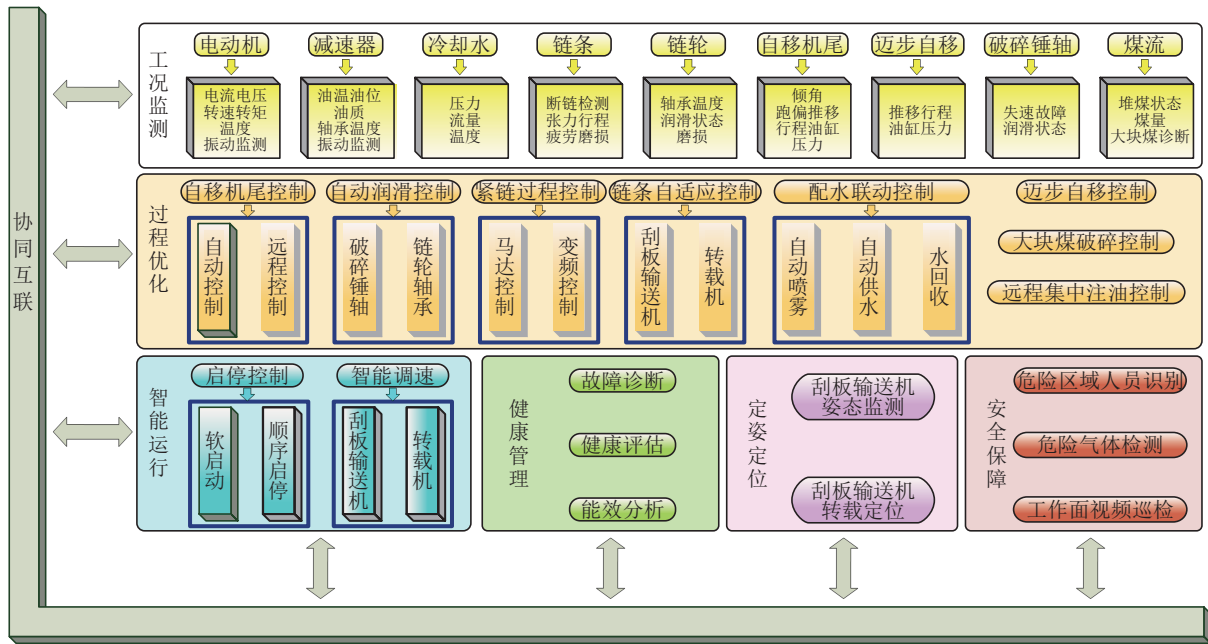 协同互联
工况监测
电动机
电流电压
转速转矩
温度
振动监测
减速器
油温油位
油质
轴承温度
振动监测
冷却水
压力
流量
温度
链条
断链检测
张力行程
疲劳磨损
链轮
轴承温度
润滑状态
磨损
自移机尾
倾角
跑偏推移
行程油缸
压力
迈步自移
推移行程
油缸压力
破碎锤轴
失速故障
润滑状态
煤流
堆煤状态
煤量
大块煤诊断
过程优化
自移机尾控制
自动控制
远程控制
自动润滑控制
破碎锤轴
链轮轴承
紧链过程控制
马达控制
变频控制
链条自适应控制
刮板输送机
转载机
配水联动控制
自动喷雾
自动供水
水回收
迈步自移控制
大块煤破碎控制
远程集中注油控制
智能运行
启停控制
软启动
顺序启停
智能调速
刮板输送机
转载机
健康管理
故障诊断
健康评估
能效分析
定姿定位
刮板输送机
姿态监测
刮板输送机
转载定位
安全保障
危险区域人员识别
危险气体检测
工作面视频巡检